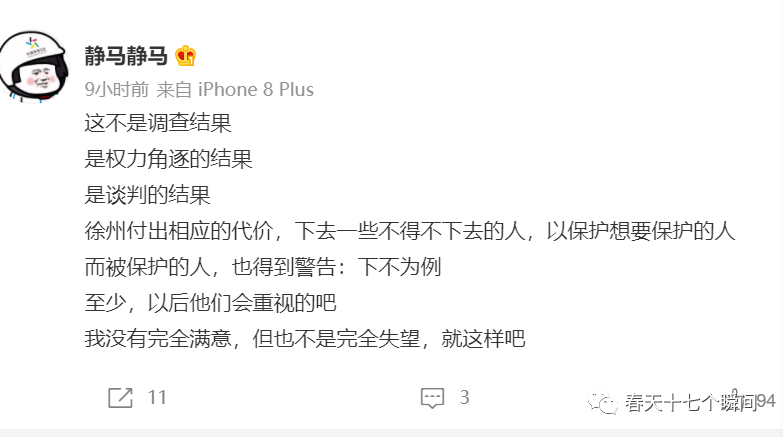 静马静马
9小时前 来自 iPhone 8 Plus
这不是调查结果
是权力角逐的结果
是谈判的结果
徐州付出相应的代价，下去一些不得不下去的人，以保护想要保护的人
而被保护的人，也得到警告：下不为例
至少，以后他们会重视的吧
我没有完全满意，但也不是完全失望，就这样吧
11
3
春天十七个瞬间
94